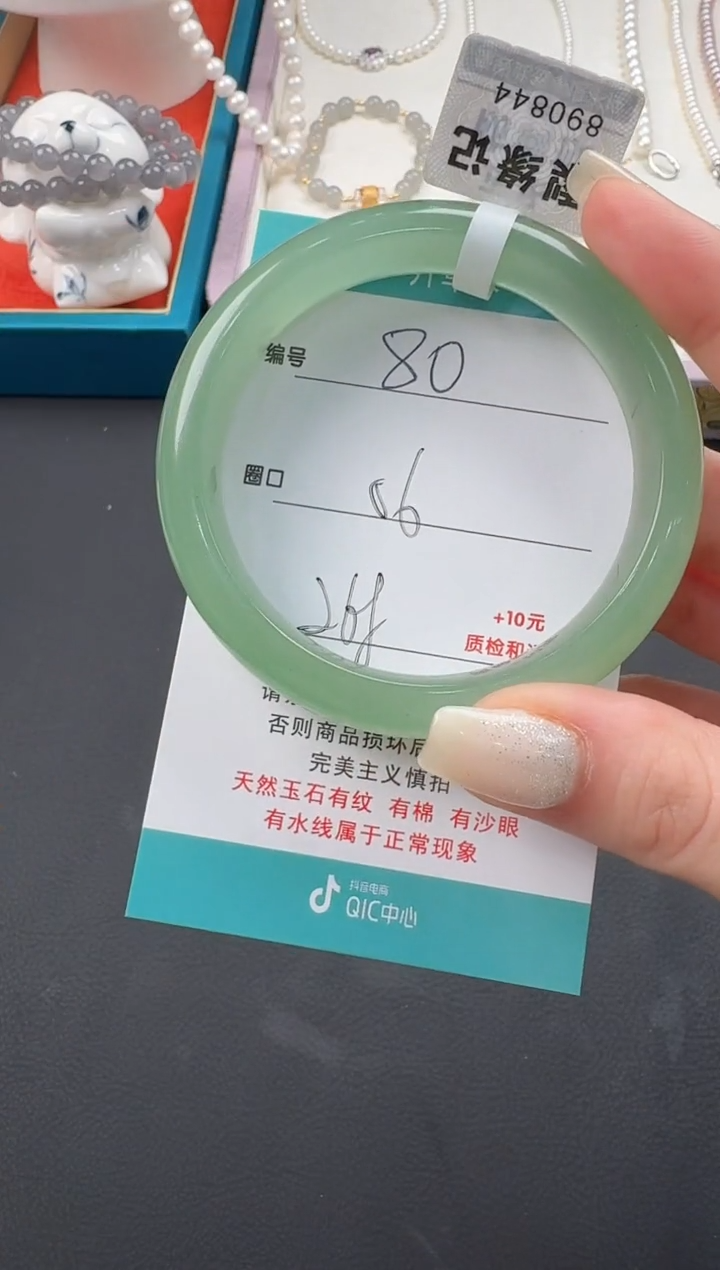 890844
缘记
编号 80
圈口 56
+10元
质检和
否则商品损坏后
完美主义慎拍
天然玉石有纹 有棉 有沙眼
有水线属于正常现象
抖音电商
QIC中心